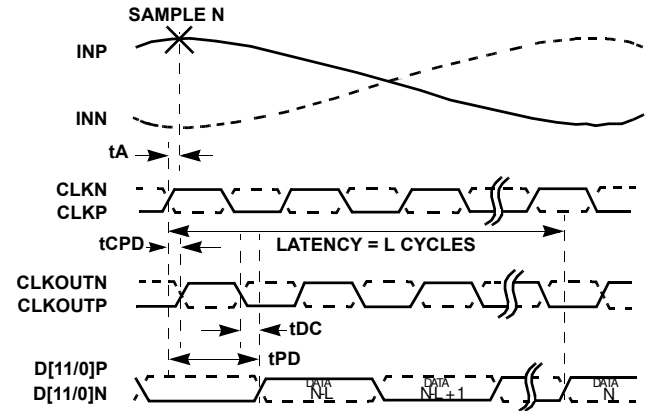 SAMPLE N
INP
INN
tA
CLKN
CLKP
tCPD
LATENCY = L CYCLES
CLKOUTN
CLKOUTP
tDC
tPD
D[11/0]P
D[11/0]N
DATA
N-L
DATA
N-L + 1
DATA
N